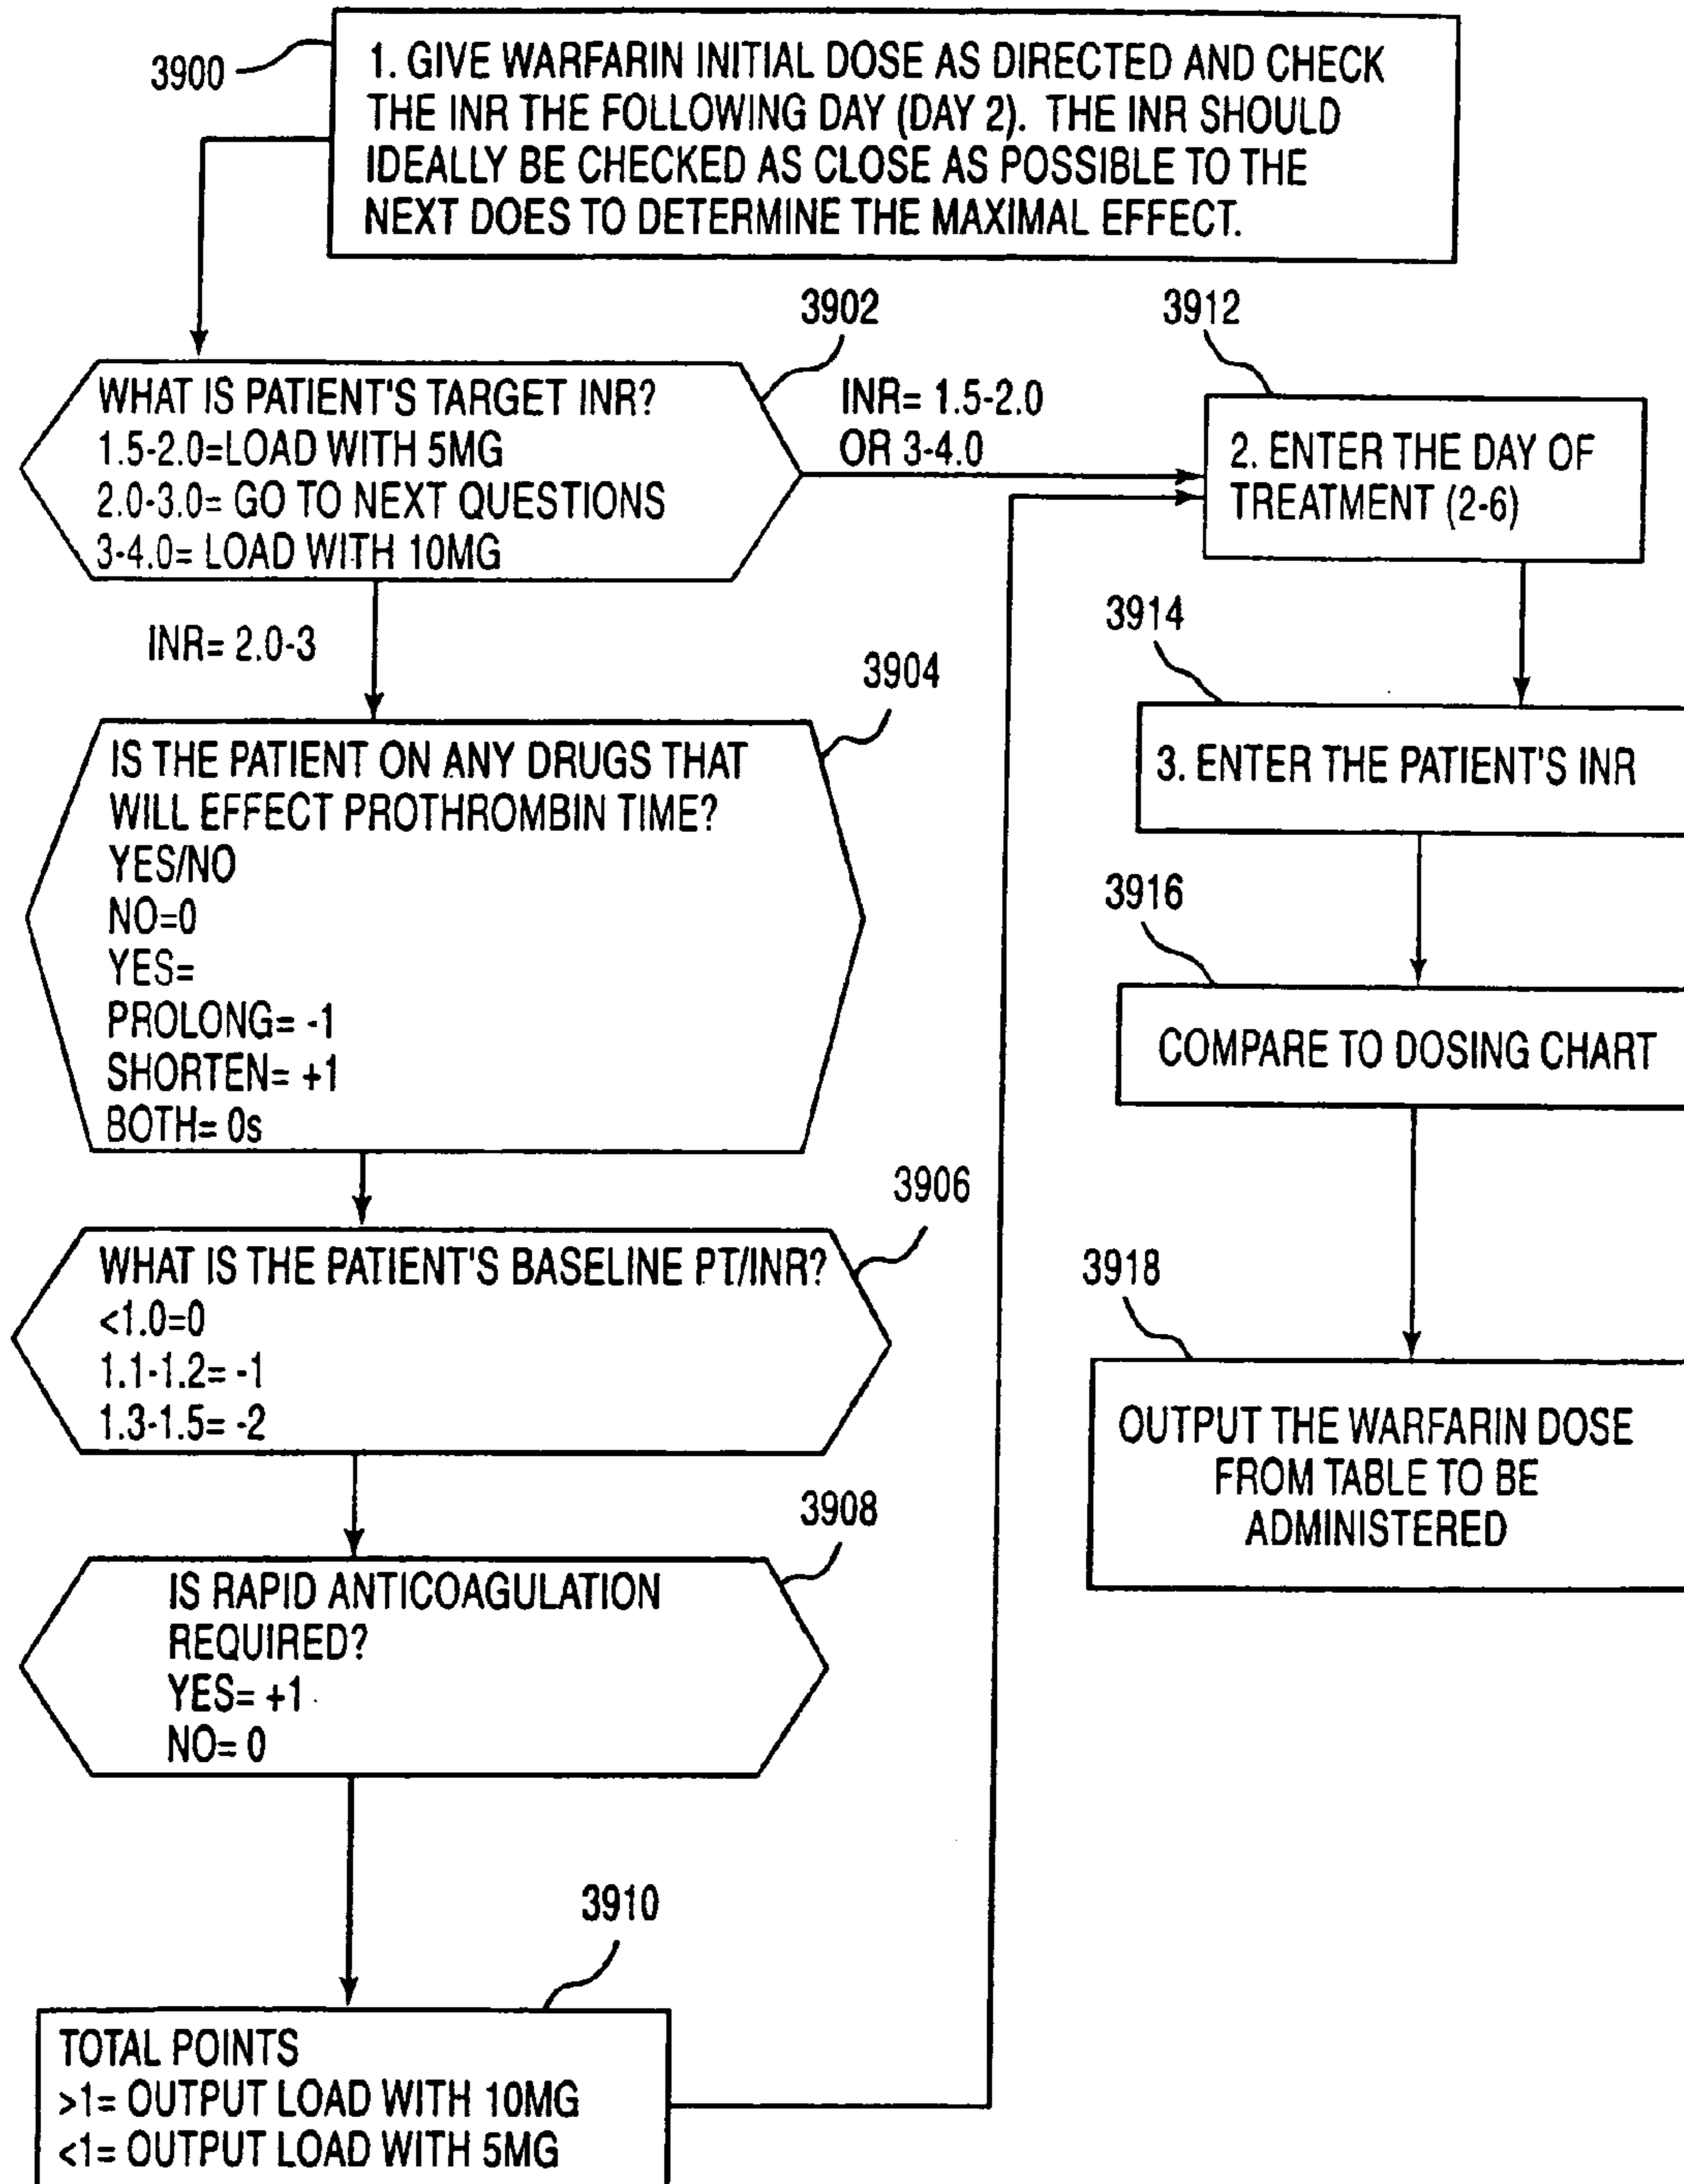 3900
1. GIVE WARFARIN INITIAL DOSE AS DIRECTED AND CHECK
THE INR THE FOLLOWING DAY (DAY 2). THE INR SHOULD
IDEALLY BE CHECKED AS CLOSE AS POSSIBLE TO THE
NEXT DOES TO DETERMINE THE MAXIMAL EFFECT.
3902
WHAT IS PATIENT'S TARGET INR?
1.5-2.0=LOAD WITH 5MG
2.0-3.0= GO TO NEXT QUESTIONS
3-4.0= LOAD WITH 10MG
INR= 1.5-2.0
OR 3-4.0
INR= 2.0-3
3904
IS THE PATIENT ON ANY DRUGS THAT
WILL EFFECT PROTHROMBIN TIME?
YES/NO
NO=0
YES=
PROLONG= -1
SHORTEN= +1
BOTH= 0s
3906
WHAT IS THE PATIENT'S BASELINE PT/INR?
<1.0=0
1.1-1.2= -1
1.3-1.5= -2
3908
IS RAPID ANTICOAGULATION
REQUIRED?
YES= +1
NO= 0
3910
TOTAL POINTS
>1= OUTPUT LOAD WITH 10MG
<1= OUTPUT LOAD WITH 5MG
3912
2. ENTER THE DAY OF
TREATMENT (2-6)
3914
3. ENTER THE PATIENT'S INR
3916
COMPARE TO DOSING CHART
3918
OUTPUT THE WARFARIN DOSE
FROM TABLE TO BE
ADMINISTERED